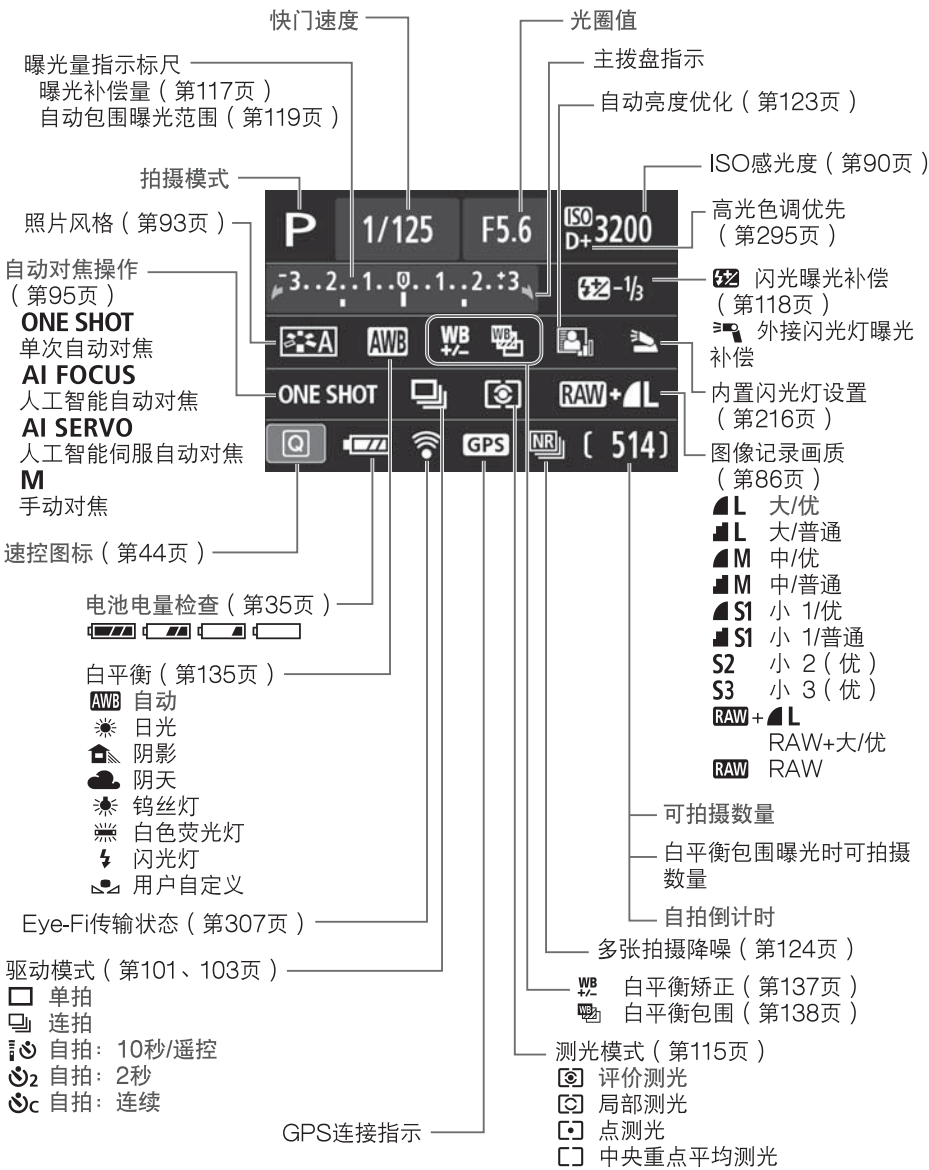 快门速度
光圈值
曝光量指示标尺
曝光补偿量（第117页）
自动包围曝光范围（第119页）
主拨盘指示
自动亮度优化（第123页）
拍摄模式
ISO感光度（第90页）
照片风格（第93页）
高光色调优先
（第295页）
自动对焦操作
（第95页）
ONE SHOT
单次自动对焦
AI FOCUS
人工智能自动对焦
AI SERVO
人工智能伺服自动对焦
M
手动对焦
P 1/125 F5.6 ISO D+ 3200
-3..2..1..0..1..2.:3 -1/3
A AWB WB +/- WB
ONE SHOT RAW+L
Q GPS NR ( 514)
闪光曝光补偿
（第118页）
外接闪光灯曝光
补偿
内置闪光灯设置
（第216页）
图像记录画质
（第86页）
L 大/优
L 大/普通
M 中/优
M 中/普通
S1 小 1/优
S1 小 1/普通
S2 小 2（优）
S3 小 3（优）
RAW+L
RAW+大/优
RAW RAW
速控图标（第44页）
电池电量检查（第35页）
白平衡（第135页）
AWB 自动
日光
阴影
阴天
钨丝灯
白色荧光灯
闪光灯
用户自定义
可拍摄数量
白平衡包围曝光时可拍摄
数量
自拍倒计时
Eye-Fi传输状态（第307页）
多张拍摄降噪（第124页）
驱动模式（第101、103页）
单拍
连拍
自拍：10秒/遥控
2 自拍：2秒
C 自拍：连续
WB +/- 白平衡矫正（第137页）
WB 白平衡包围（第138页）
测光模式（第115页）
评价测光
局部测光
点测光
中央重点平均测光
GPS连接指示